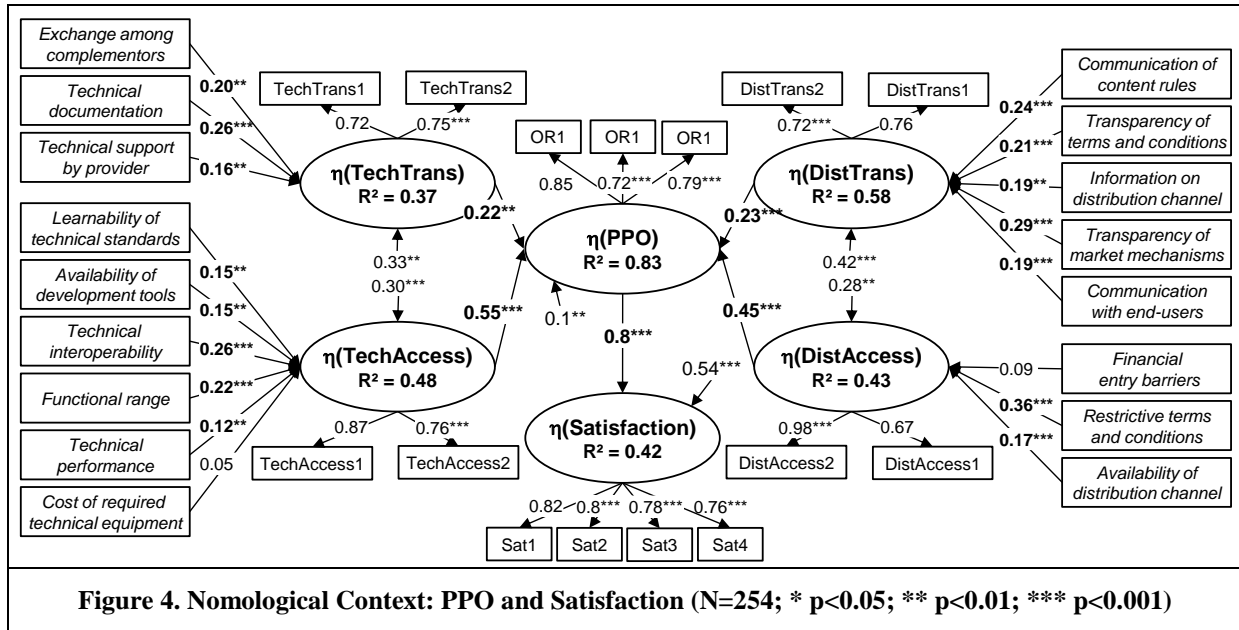 Exchange among
complementors
0.20**
Technical
documentation
0.26***
Technical support
by provider
0.16**
Learnability of
technical standards
0.15**
Availability of
development tools
0.15**
Technical
interoperability
0.26***
Functional range
0.22***
Technical
performance
0.12**
0.05
Cost of required
technical equipment
TechTrans1
TechTrans2
0.72
0.75***
η(TechTrans)
R² = 0.37
0.22**
0.33**
0.30***
η(TechAccess)
R² = 0.48
0.55***
0.87
0.76***
TechAccess1
TechAccess2
OR1
OR1
OR1
0.85
0.72***
0.79***
η(PPO)
R² = 0.83
0.1**
0.8***
0.54***
η(Satisfaction)
R² = 0.42
0.82
0.8***
0.78***
0.76***
Sat1
Sat2
Sat3
Sat4
DistTrans2
DistTrans1
0.72***
0.76
η(DistTrans)
R² = 0.58
0.23***
0.42***
0.28**
0.45***
η(DistAccess)
R² = 0.43
0.98***
0.67
DistAccess2
DistAccess1
Communication of
content rules
0.24***
Transparency of
terms and conditions
0.21***
Information on
distribution channel
0.19**
Transparency of
market mechanisms
0.29***
Communication
with end-users
0.19***
Financial
entry barriers
0.09
Restrictive terms
and conditions
0.36***
Availability of
distribution channel
0.17***
Figure 4. Nomological Context: PPO and Satisfaction (N=254; * p<0.05; ** p<0.01; *** p<0.001)